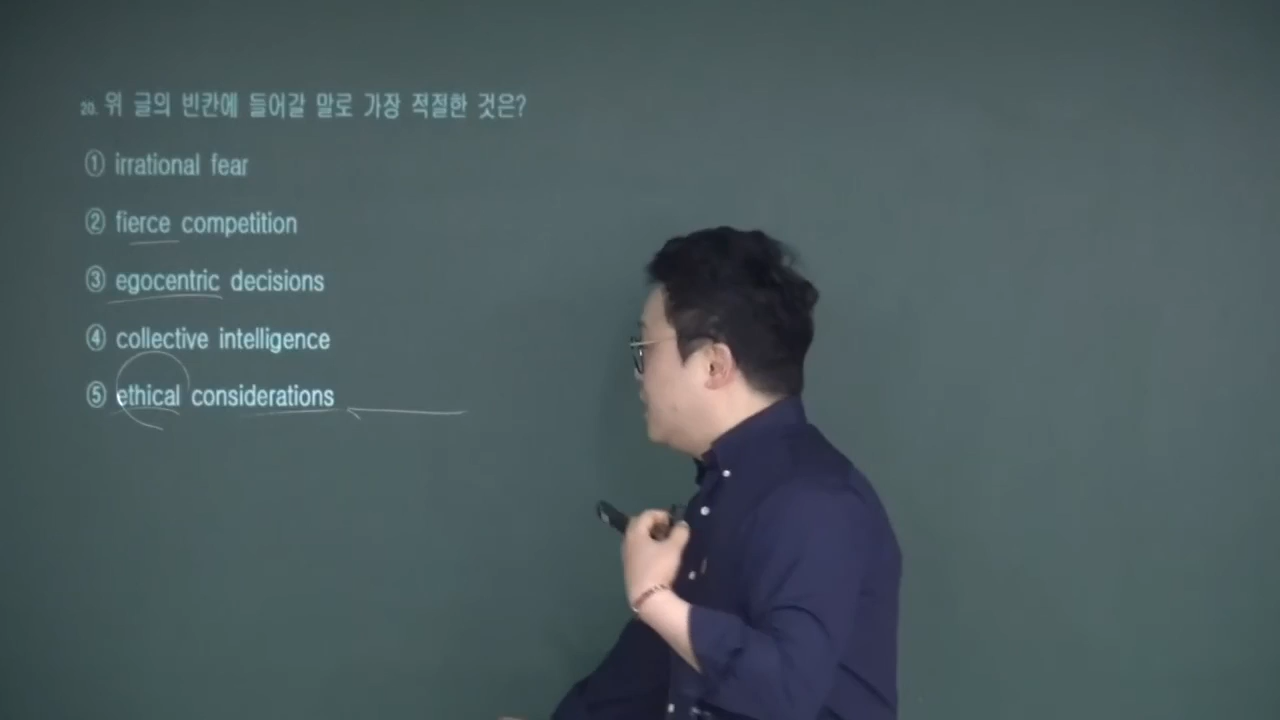 20. 위 글의 빈칸에 들어갈 말로 가장 적절한 것은?
① irrational fear
② fierce competition
③ egocentric decisions
④ collective intelligence
⑤ ethical considerations